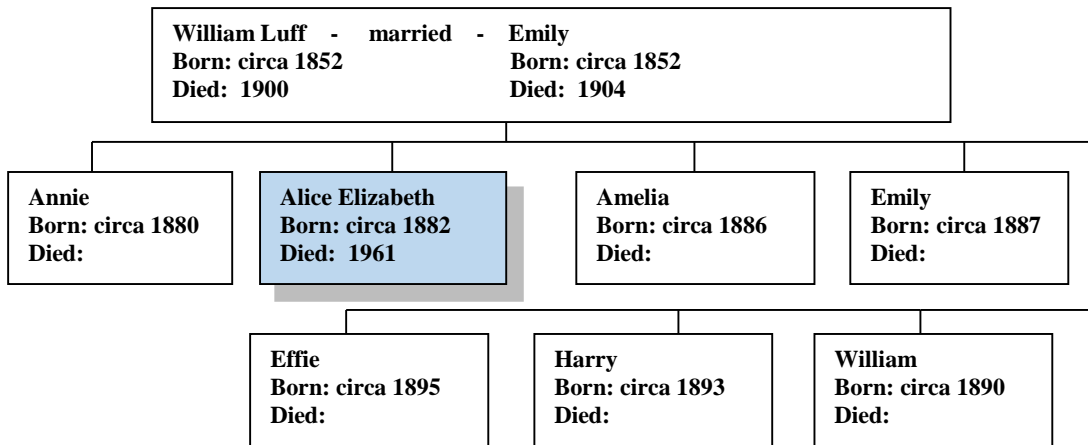 William Luff - married - Emily
Born: circa 1852 Born: circa 1852
Died: 1900 Died: 1904
Annie
Born: circa 1880
Died:
Alice Elizabeth
Born: circa 1882
Died: 1961
Amelia
Born: circa 1886
Died:
Emily
Born: circa 1887
Died:
Effie
Born: circa 1895
Died:
Harry
Born: circa 1893
Died:
William
Born: circa 1890
Died: